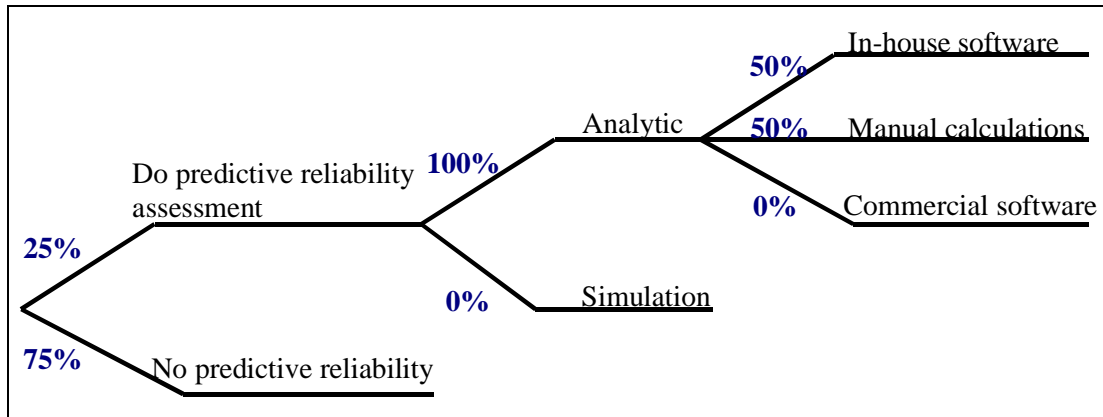 In-house software
50%
Analytic
50%
Manual calculations
100%
Do predictive reliability
assessment
0%
Commercial software
25%
0%
Simulation
75%
No predictive reliability